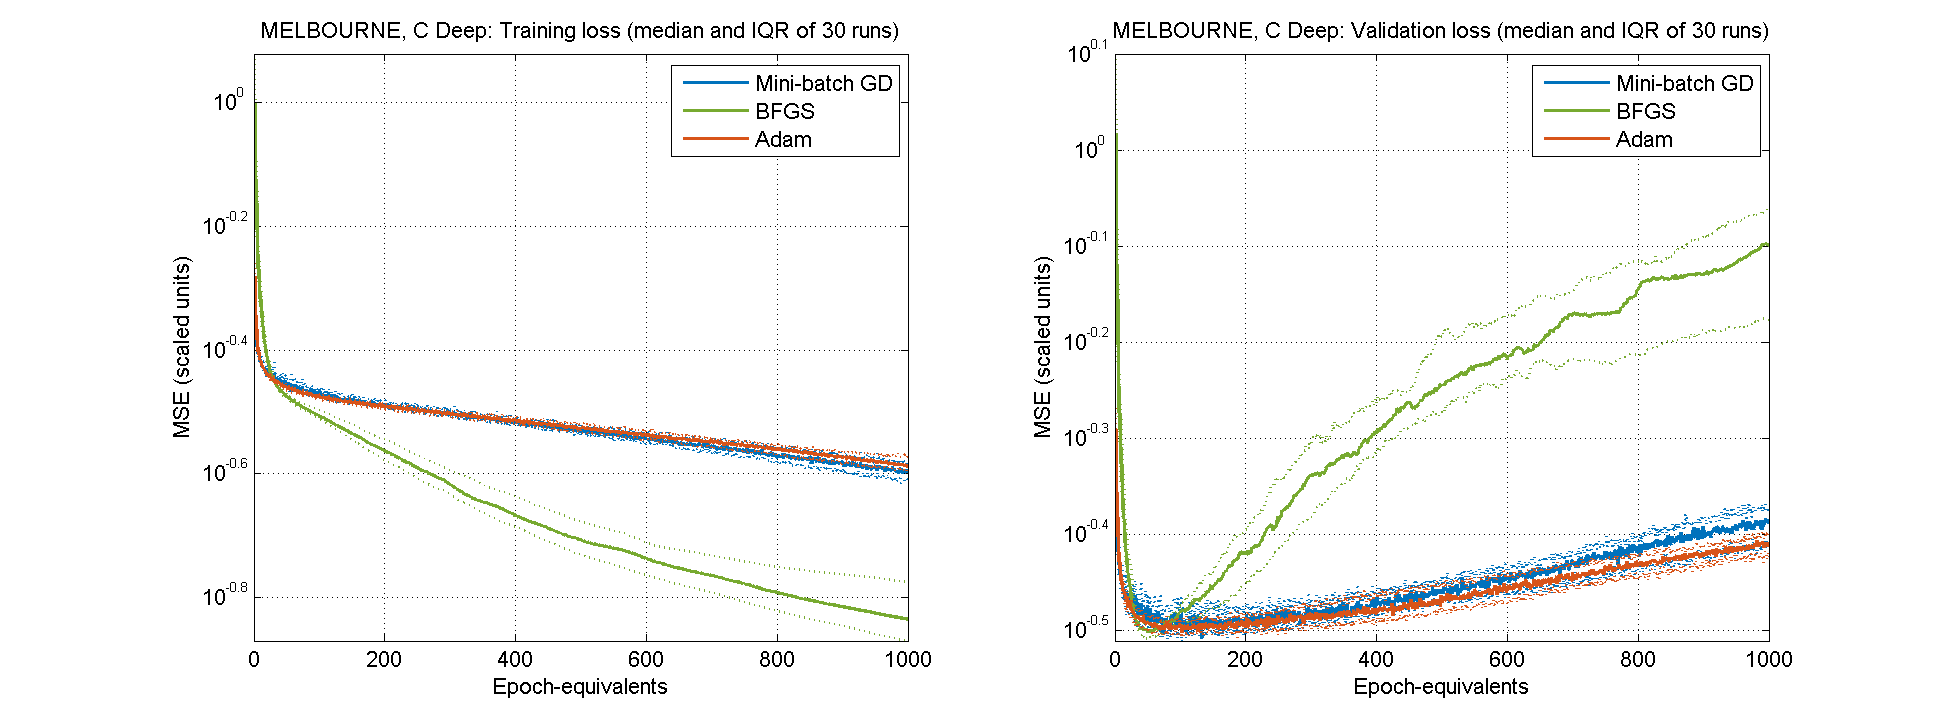 MELBOURNE, C Deep: Training loss (median and IQR of 30 runs)
Mini-batch GD
BFGS
Adam
10^0
10^-0.2
10^-0.4
10^-0.6
10^-0.8
MSE (scaled units)
0 200 400 600 800 1000
Epoch-equivalents
MELBOURNE, C Deep: Validation loss (median and IQR of 30 runs)
Mini-batch GD
BFGS
Adam
10^0.1
10^0
10^-0.1
10^-0.2
10^-0.3
10^-0.4
10^-0.5
MSE (scaled units)
0 200 400 600 800 1000
Epoch-equivalents